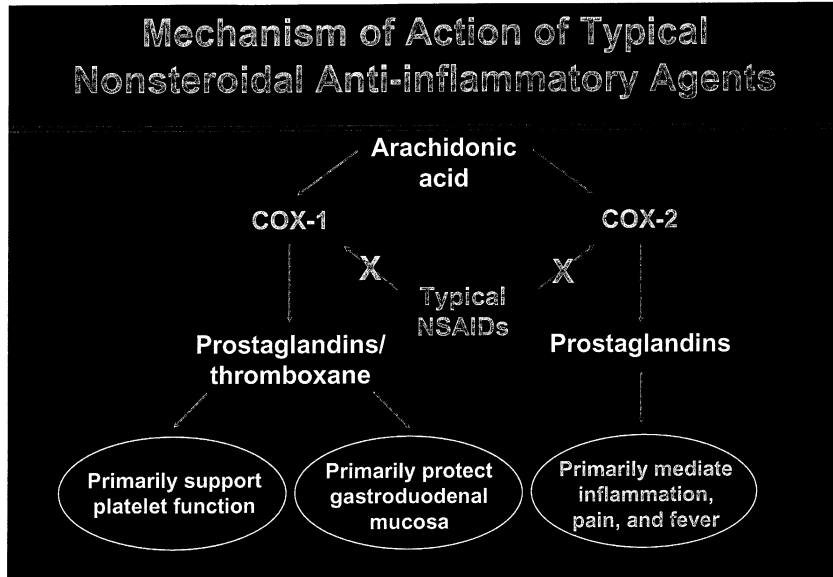 Mechanism of Action of Typical
Nonsteroidal Anti-inflammatory Agents
Arachidonic
acid
COX-1
COX-2
X
X
Typical
NSAIDs
Prostaglandins/
thromboxane
Prostaglandins
Primarily support
platelet function
Primarily protect
gastroduodenal
mucosa
Primarily mediate
inflammation,
pain, and fever